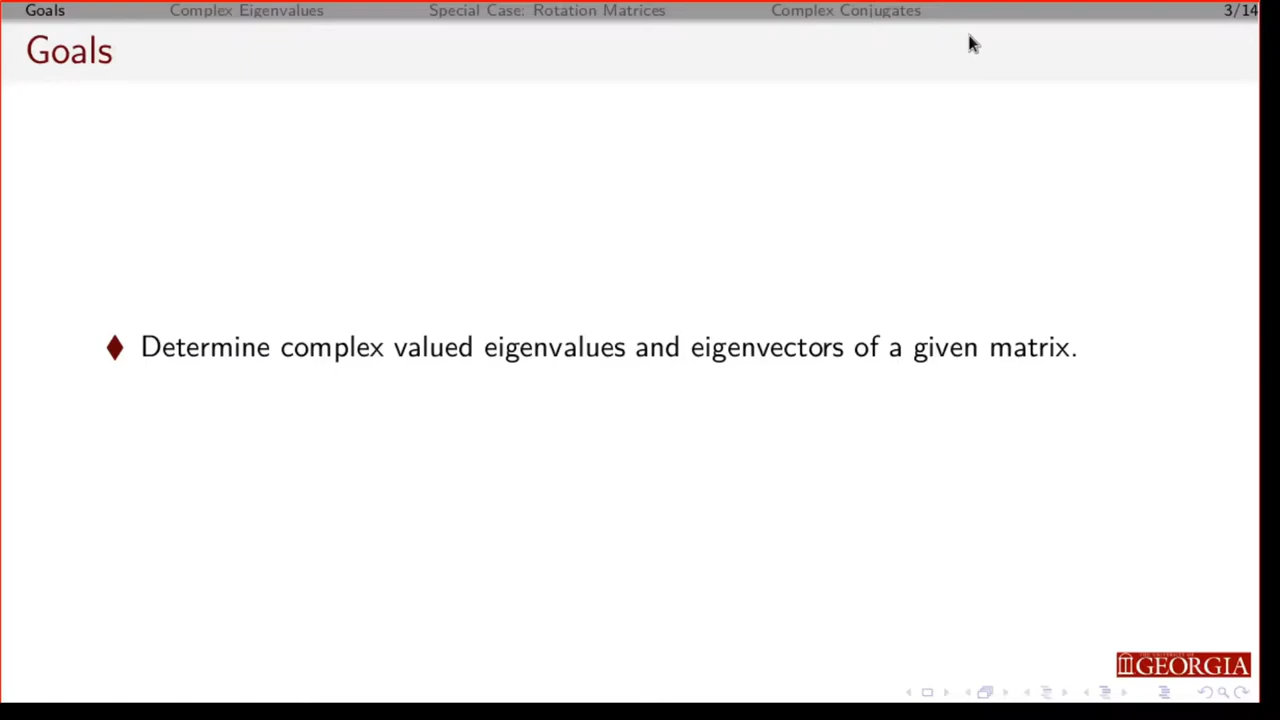 Goals Complex Eigenvalues Special Case: Rotation Matrices Complex Conjugates 3/14
Goals
Determine complex valued eigenvalues and eigenvectors of a given matrix.
GEORGIA